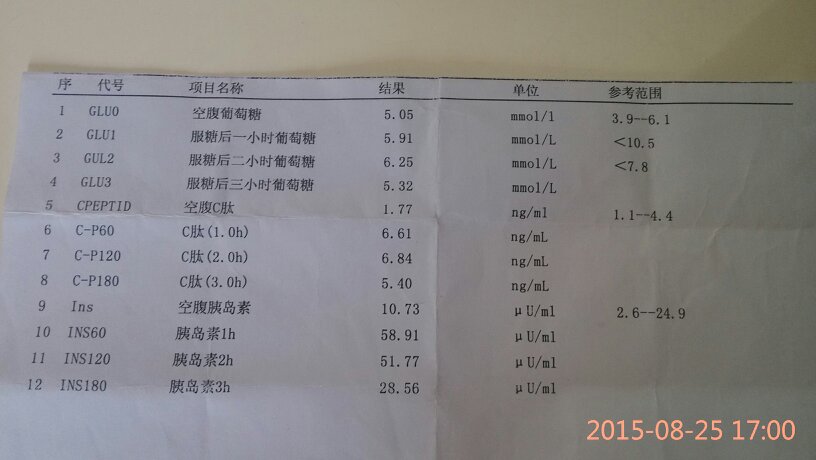 序 代号 项目名称 结果 单位 参考范围
1 GLU0 空腹葡萄糖 5.05 mmol/l 3.9--6.1
2 GLU1 服糖后一小时葡萄糖 5.91 mmol/L <10.5
3 GUL2 服糖后二小时葡萄糖 6.25 mmol/L <7.8
4 GLU3 服糖后三小时葡萄糖 5.32 mmol/L
5 CPEPTID 空腹C肽 1.77 ng/ml 1.1--4.4
6 C-P60 C肽(1.0h) 6.61 ng/mL
7 C-P120 C肽(2.0h) 6.84 ng/mL
8 C-P180 C肽(3.0h) 5.40 ng/mL
9 Ins 空腹胰岛素 10.73 μU/ml 2.6--24.9
10 INS60 胰岛素1h 58.91 μU/ml
11 INS120 胰岛素2h 51.77 μU/ml
12 INS180 胰岛素3h 28.56 μU/ml
2015-08-25 17:00